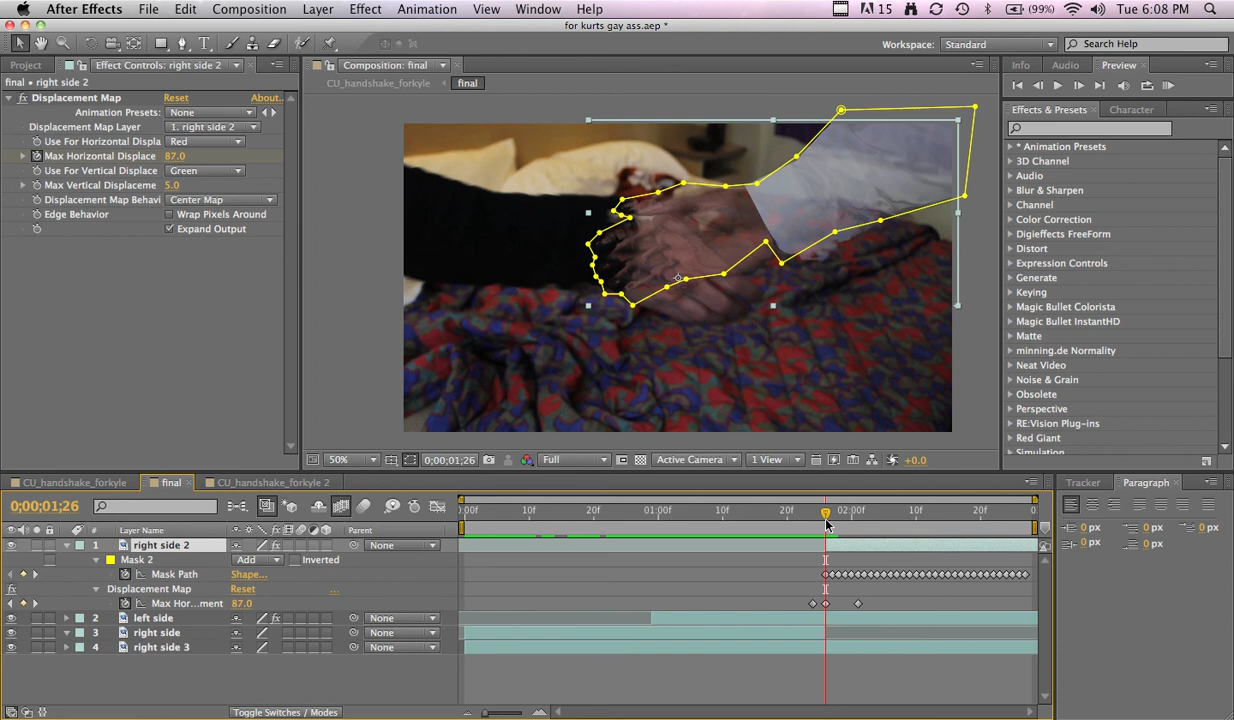 After Effects File Edit Composition Layer Effect Animation View Window Help 15 (99%) Tue 6:08 PM
for kurts gay ass.aep *
Workspace: Standard Search Help
Project Effect Controls: right side 2
final • right side 2
fx Displacement Map Reset About...
Animation Presets: None
Displacement Map Layer 1. right side 2
Use For Horizontal Displa Red
Max Horizontal Displace 87.0
Use For Vertical Displace Green
Max Vertical Displaceme 5.0
Displacement Map Behavi Center Map
Edge Behavior Wrap Pixels Around
Expand Output
Composition: final
CU_handshake_forkyle final
50% 0;00;01;26 Full Active Camera 1 View +0.0
Info Audio Preview
Effects & Presets Character
* Animation Presets
3D Channel
Audio
Blur & Sharpen
Channel
Color Correction
Digieffects FreeForm
Distort
Expression Controls
Generate
Keying
Magic Bullet Colorista
Magic Bullet InstantHD
Matte
minning.de Normality
Neat Video
Noise & Grain
Obsolete
Perspective
RE:Vision Plug-ins
Red Giant
Simulation
CU_handshake_forkyle final CU_handshake_forkyle 2
0;00;01;26
:00f 10f 20f 01:00f 10f 20f 02:00f 10f 20f
# Layer Name Parent
1 right side 2 fx None
Mask 2 Add Inverted
Mask Path Shape...
fx Displacement Map Reset ...
Max Hor...ment 87.0
2 left side fx None
3 right side None
4 right side 3 None
Toggle Switches / Modes
Tracker Paragraph
0 px 0 px 0 px
0 px 0 px